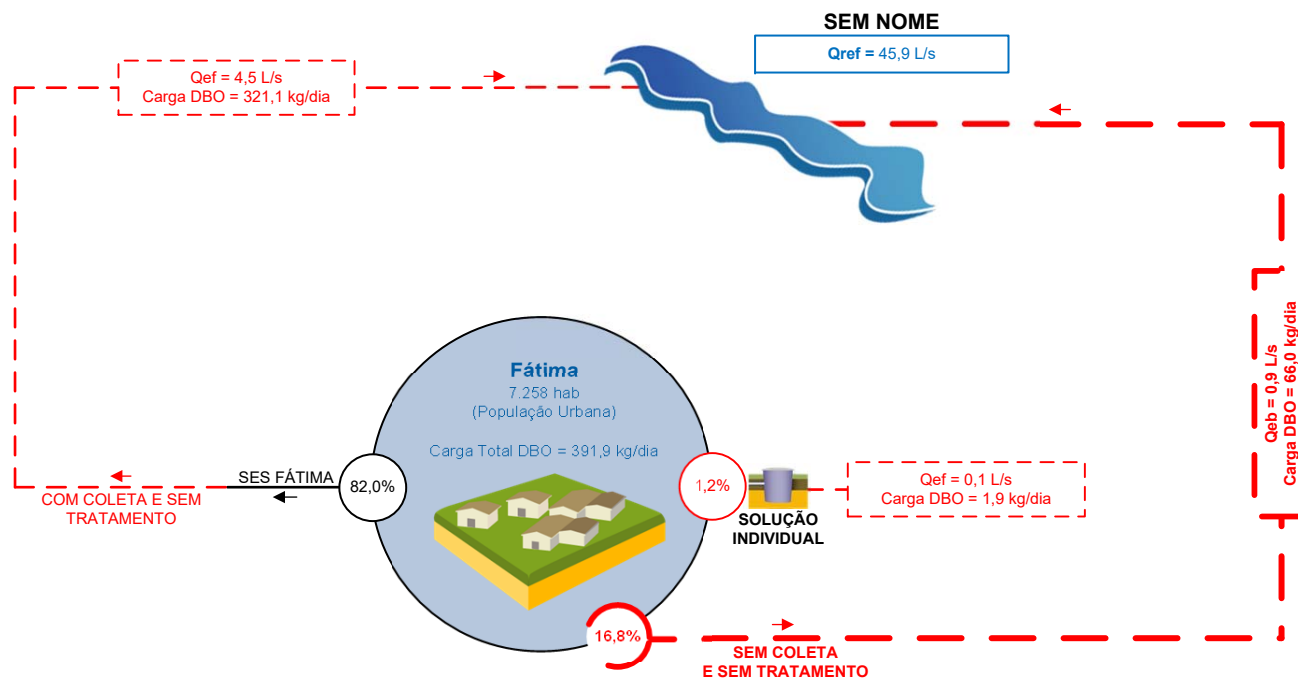 SEM NOME
Qref = 45,9 L/s
Qef = 4,5 L/s
Carga DBO = 321,1 kg/dia
Fátima
7.258 hab
(População Urbana)
Carga Total DBO = 391,9 kg/dia
SES FÁTIMA
82,0%
COM COLETA E SEM
TRATAMENTO
1,2%
SOLUÇÃO
INDIVIDUAL
Qef = 0,1 L/s
Carga DBO = 1,9 kg/dia
Qeb = 0,9 L/s
Carga DBO = 66,0 kg/dia
16,8%
SEM COLETA
E SEM TRATAMENTO